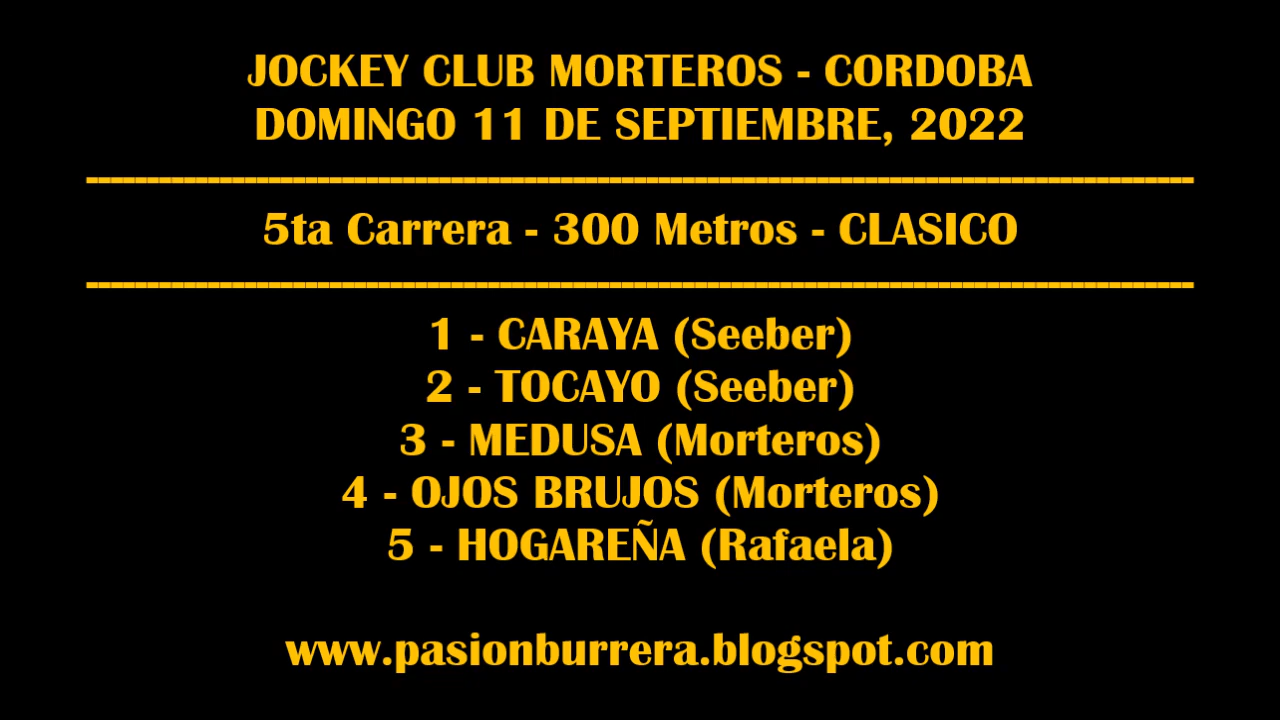 JOCKEY CLUB MORTEROS - CORDOBA
DOMINGO 11 DE SEPTIEMBRE, 2022
5ta Carrera - 300 Metros - CLASICO
1 - CARAYA (Seeber)
2 - TOCAYO (Seeber)
3 - MEDUSA (Morteros)
4 - OJOS BRUJOS (Morteros)
5 - HOGAREÑA (Rafaela)
www.pasionburrera.blogspot.com